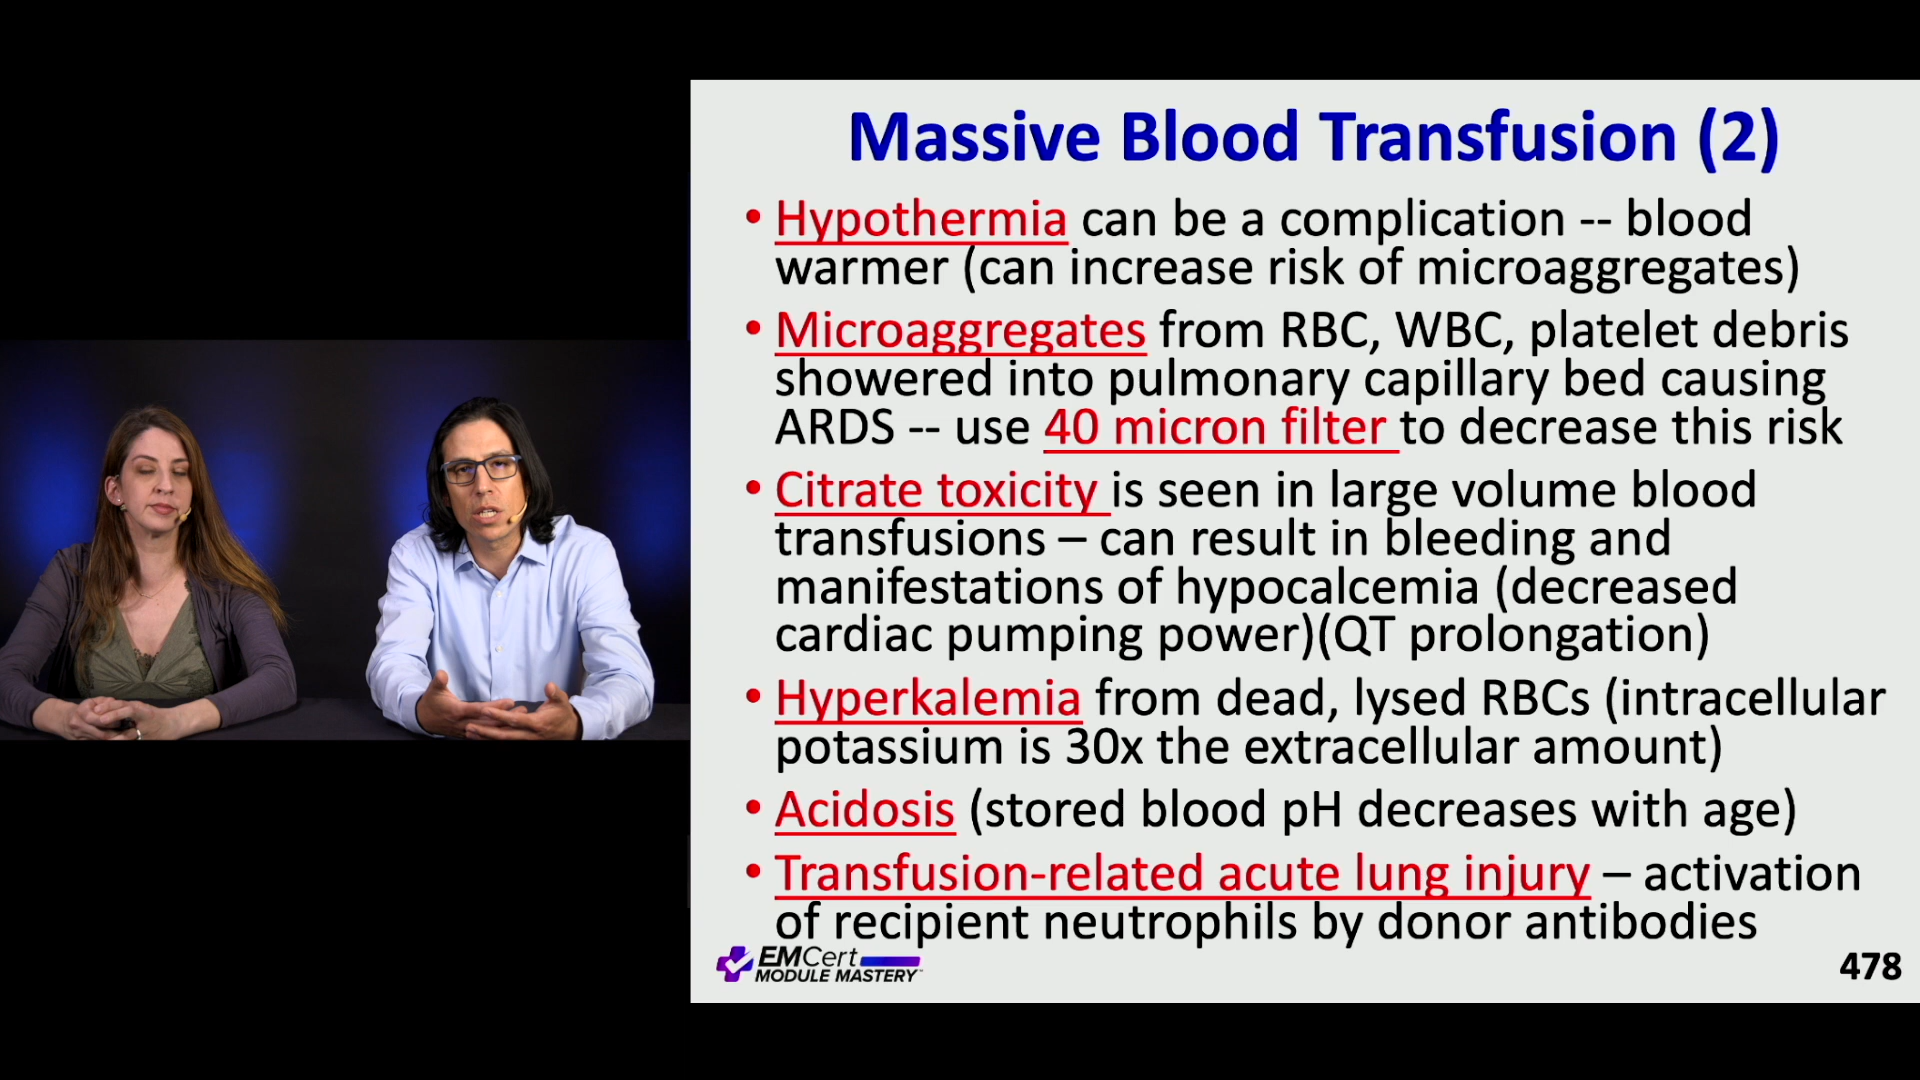 Massive Blood Transfusion (2)
• Hypothermia can be a complication -- blood
warmer (can increase risk of microaggregates)
• Microaggregates from RBC, WBC, platelet debris
showered into pulmonary capillary bed causing
ARDS -- use 40 micron filter to decrease this risk
• Citrate toxicity is seen in large volume blood
transfusions – can result in bleeding and
manifestations of hypocalcemia (decreased
cardiac pumping power)(QT prolongation)
• Hyperkalemia from dead, lysed RBCs (intracellular
potassium is 30x the extracellular amount)
• Acidosis (stored blood pH decreases with age)
• Transfusion-related acute lung injury – activation
of recipient neutrophils by donor antibodies
EMCert
MODULE MASTERY
478